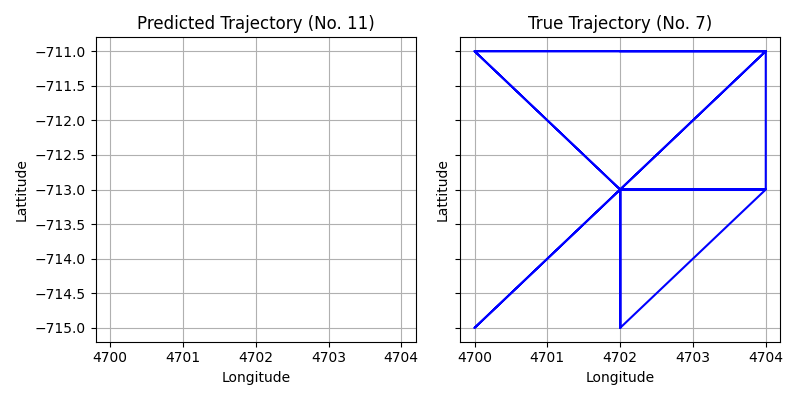 Predicted Trajectory (No. 11)
True Trajectory (No. 7)
−711.0
−711.5
−712.0
−712.5
−713.0
−713.5
−714.0
−714.5
−715.0
Lattitude
Lattitude
4700 4701 4702 4703 4704
4700 4701 4702 4703 4704
Longitude
Longitude